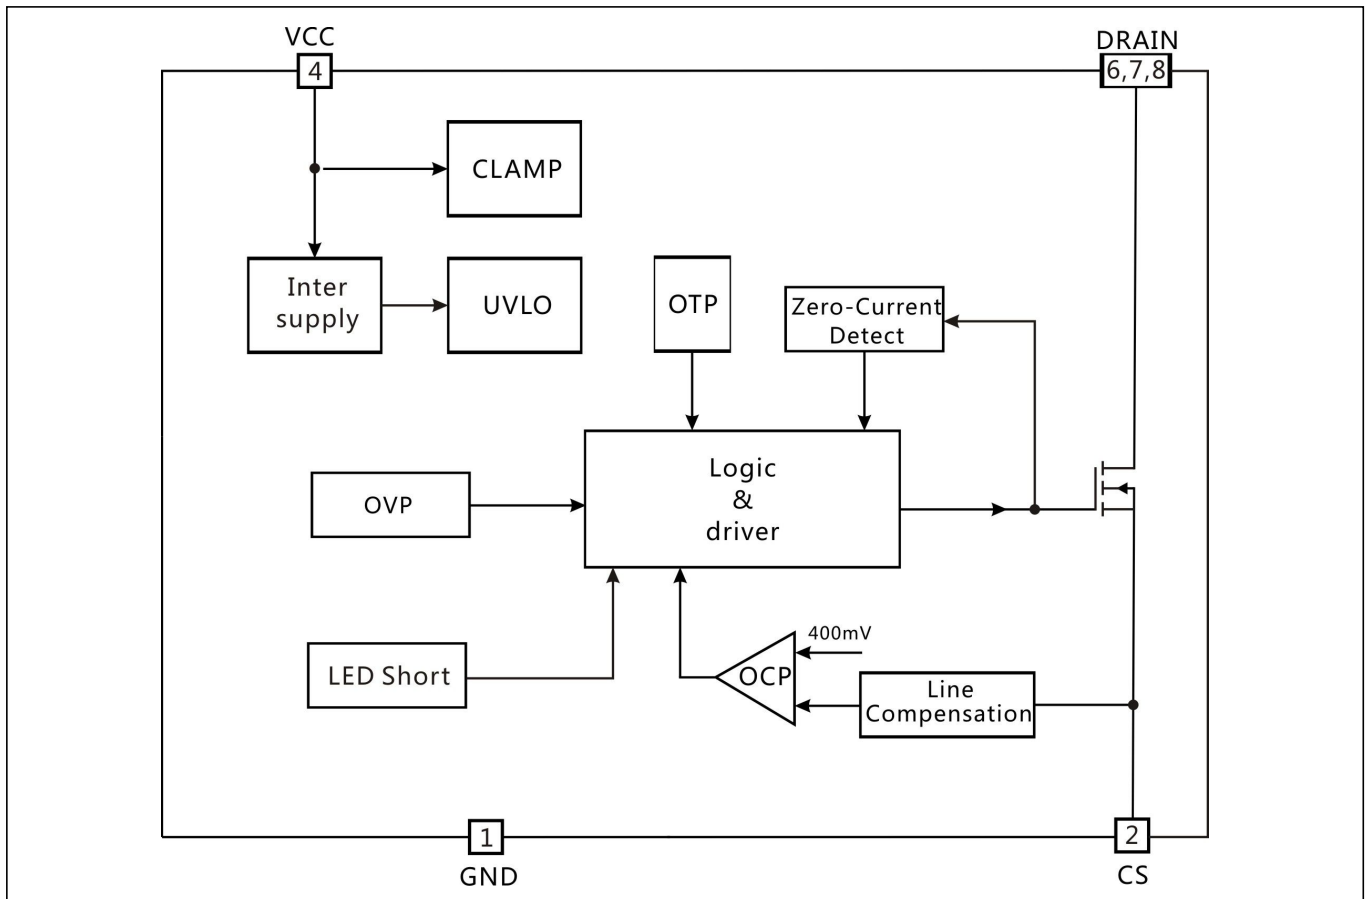 VCC
DRAIN
4
6,7,8
CLAMP
Inter
supply
UVLO
OTP
Zero-Current
Detect
Logic
&
driver
OVP
400mV
LED Short
OCP
Line
Compensation
1
2
GND
CS